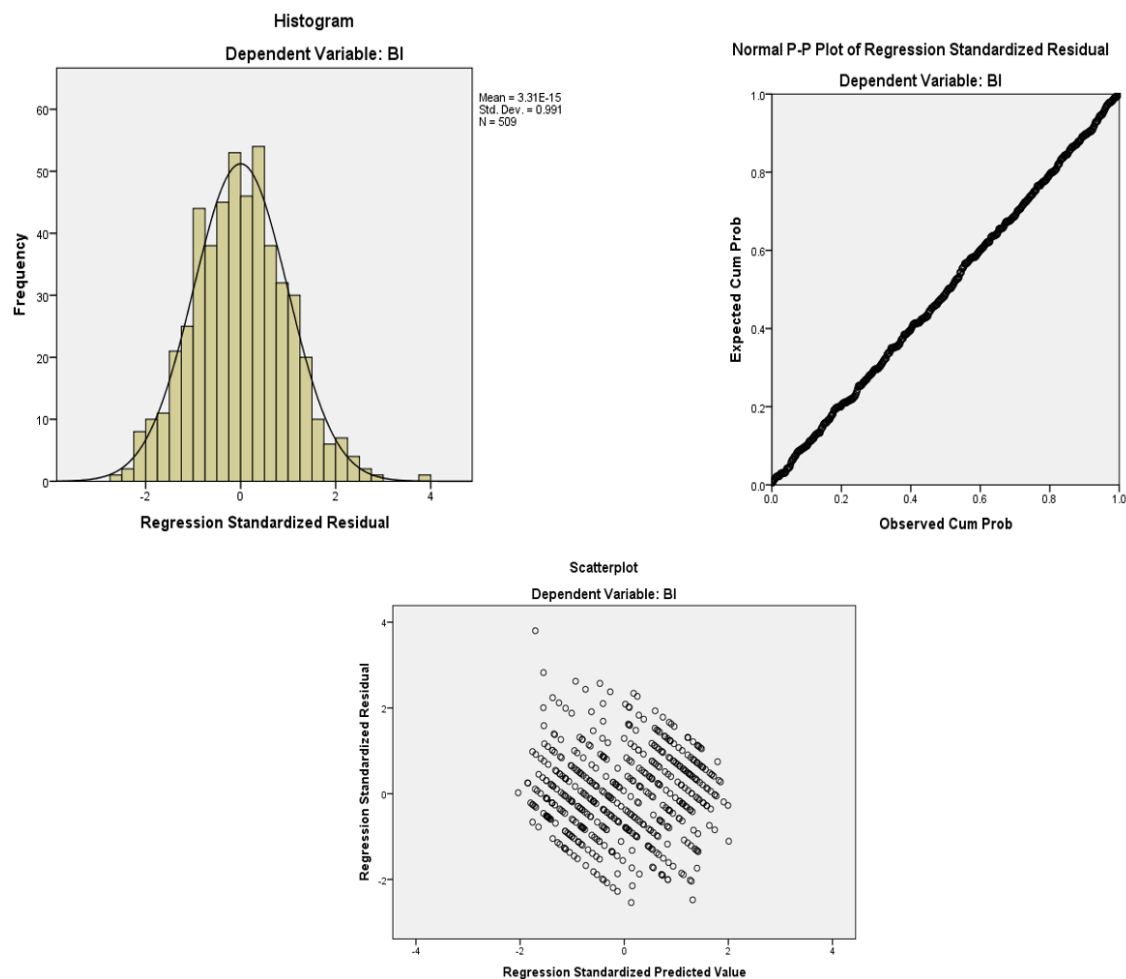 Histogram
Dependent Variable: BI
Mean = 3.31E-15
Std. Dev. = 0.991
N = 509
60
50
40
30
20
10
0
Frequency
-2 0 2 4
Regression Standardized Residual
Normal P-P Plot of Regression Standardized Residual
Dependent Variable: BI
1.0
0.8
0.6
0.4
0.2
0.0
Expected Cum Prob
0.0 0.2 0.4 0.6 0.8 1.0
Observed Cum Prob
Scatterplot
Dependent Variable: BI
4
2
0
-2
Regression Standardized Residual
-4 -2 0 2 4
Regression Standardized Predicted Value